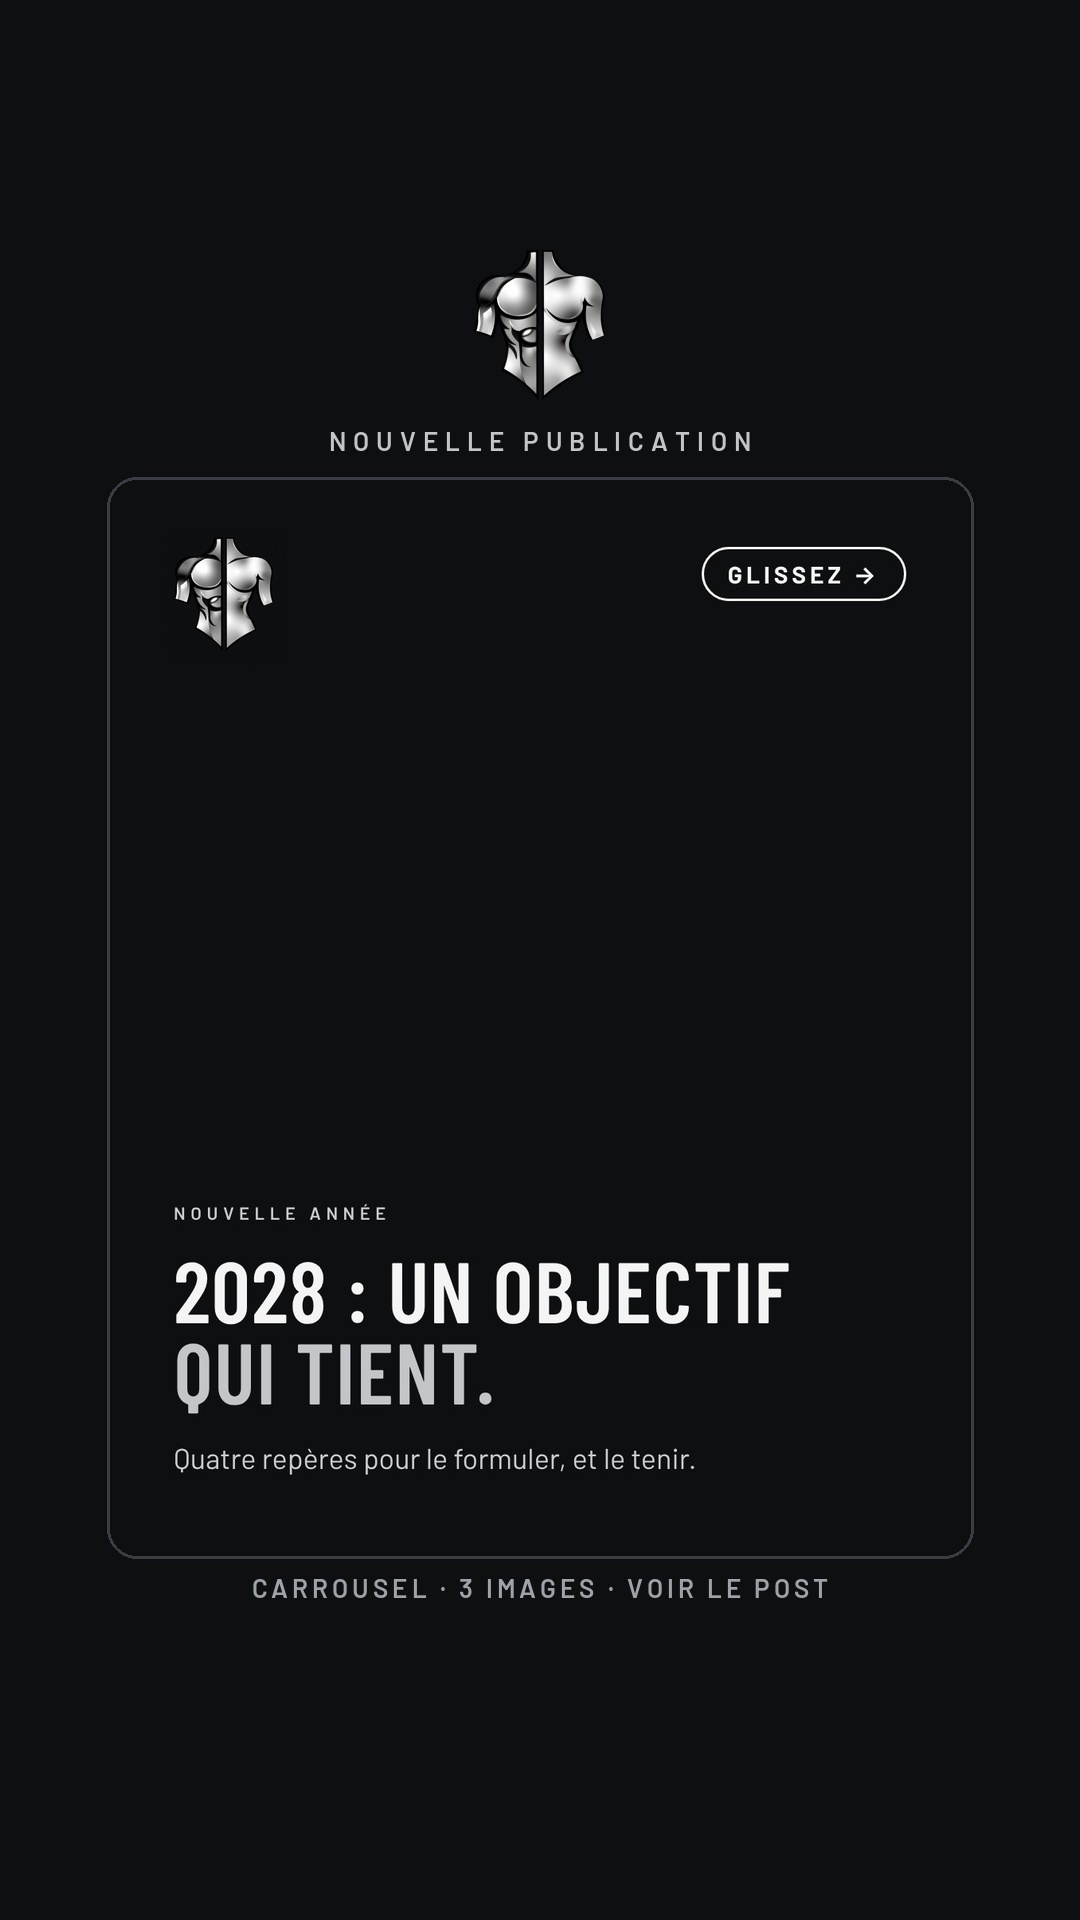 NOUVELLE PUBLICATION
GLISSEZ →
NOUVELLE ANNÉE
2028 : UN OBJECTIF
QUI TIENT.
Quatre repères pour le formuler, et le tenir.
CARROUSEL · 3 IMAGES · VOIR LE POST